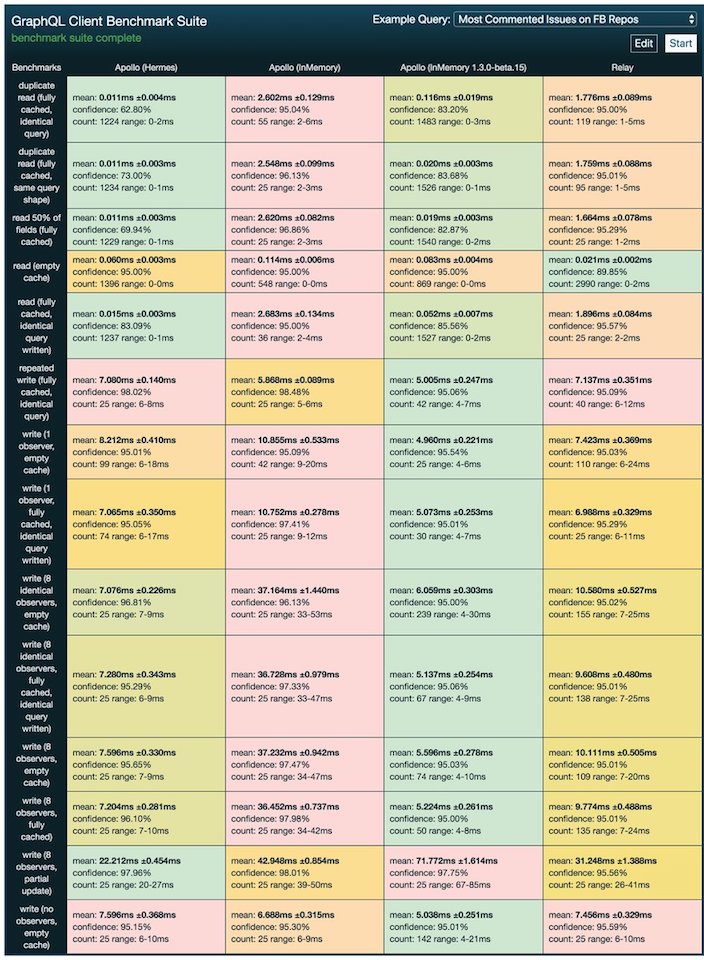 GraphQL Client Benchmark Suite
Example Query: Most Commented Issues on FB Repos
benchmark suite complete
Edit Start
Benchmarks Apollo (Hermes) Apollo (InMemory) Apollo (InMemory 1.3.0-beta.15) Relay
duplicate
read (fully
cached,
identical
query)
mean: 0.011ms ±0.004ms
confidence: 62.80%
count: 1224 range: 0-2ms
mean: 2.602ms ±0.129ms
confidence: 95.04%
count: 55 range: 2-6ms
mean: 0.116ms ±0.019ms
confidence: 83.20%
count: 1483 range: 0-3ms
mean: 1.776ms ±0.089ms
confidence: 95.00%
count: 119 range: 1-5ms
duplicate
read (fully
cached,
same query
shape)
mean: 0.011ms ±0.003ms
confidence: 73.00%
count: 1234 range: 0-1ms
mean: 2.548ms ±0.099ms
confidence: 96.13%
count: 25 range: 2-3ms
mean: 0.020ms ±0.003ms
confidence: 83.68%
count: 1526 range: 0-1ms
mean: 1.759ms ±0.088ms
confidence: 95.01%
count: 95 range: 1-5ms
read 50% of
fields (fully
cached)
mean: 0.011ms ±0.003ms
confidence: 69.94%
count: 1229 range: 0-1ms
mean: 2.620ms ±0.082ms
confidence: 96.86%
count: 25 range: 2-3ms
mean: 0.019ms ±0.003ms
confidence: 82.87%
count: 1540 range: 0-2ms
mean: 1.664ms ±0.078ms
confidence: 95.29%
count: 25 range: 1-2ms
read (empty
cache)
mean: 0.060ms ±0.003ms
confidence: 95.00%
count: 1396 range: 0-0ms
mean: 0.114ms ±0.006ms
confidence: 95.00%
count: 548 range: 0-0ms
mean: 0.083ms ±0.004ms
confidence: 95.00%
count: 869 range: 0-0ms
mean: 0.021ms ±0.002ms
confidence: 89.85%
count: 2990 range: 0-2ms
read (fully
cached,
identical
query
written)
mean: 0.015ms ±0.003ms
confidence: 83.09%
count: 1237 range: 0-1ms
mean: 2.683ms ±0.134ms
confidence: 95.00%
count: 36 range: 2-4ms
mean: 0.052ms ±0.007ms
confidence: 85.56%
count: 1527 range: 0-2ms
mean: 1.896ms ±0.084ms
confidence: 95.57%
count: 25 range: 2-2ms
repeated
write (fully
cached,
identical
query)
mean: 7.080ms ±0.140ms
confidence: 98.02%
count: 25 range: 6-8ms
mean: 5.868ms ±0.089ms
confidence: 98.48%
count: 25 range: 5-6ms
mean: 5.005ms ±0.247ms
confidence: 95.06%
count: 42 range: 4-7ms
mean: 7.137ms ±0.351ms
confidence: 95.09%
count: 40 range: 6-12ms
write (1
observer,
empty
cache)
mean: 8.212ms ±0.410ms
confidence: 95.01%
count: 99 range: 6-18ms
mean: 10.855ms ±0.533ms
confidence: 95.09%
count: 42 range: 9-20ms
mean: 4.960ms ±0.221ms
confidence: 95.54%
count: 25 range: 4-6ms
mean: 7.423ms ±0.369ms
confidence: 95.03%
count: 110 range: 6-24ms
write (1
observer,
fully
cached,
identical
query
written)
mean: 7.065ms ±0.350ms
confidence: 95.05%
count: 74 range: 6-17ms
mean: 10.752ms ±0.278ms
confidence: 97.41%
count: 25 range: 9-12ms
mean: 5.073ms ±0.253ms
confidence: 95.01%
count: 30 range: 4-7ms
mean: 6.988ms ±0.329ms
confidence: 95.29%
count: 25 range: 6-11ms
write (8
identical
observers,
empty
cache)
mean: 7.076ms ±0.226ms
confidence: 96.81%
count: 25 range: 7-9ms
mean: 37.164ms ±1.440ms
confidence: 96.13%
count: 25 range: 33-53ms
mean: 6.059ms ±0.303ms
confidence: 95.00%
count: 239 range: 4-30ms
mean: 10.580ms ±0.527ms
confidence: 95.02%
count: 155 range: 7-25ms
write (8
identical
observers,
fully
cached,
identical
query
written)
mean: 7.280ms ±0.343ms
confidence: 95.29%
count: 25 range: 6-9ms
mean: 36.728ms ±0.979ms
confidence: 97.33%
count: 25 range: 33-47ms
mean: 5.137ms ±0.254ms
confidence: 95.06%
count: 67 range: 4-9ms
mean: 9.608ms ±0.480ms
confidence: 95.01%
count: 138 range: 7-25ms
write (8
observers,
empty
cache)
mean: 7.596ms ±0.330ms
confidence: 95.65%
count: 25 range: 7-9ms
mean: 37.232ms ±0.942ms
confidence: 97.47%
count: 25 range: 34-47ms
mean: 5.596ms ±0.278ms
confidence: 95.03%
count: 74 range: 4-10ms
mean: 10.111ms ±0.505ms
confidence: 95.01%
count: 109 range: 7-20ms
write (8
observers,
fully
cached)
mean: 7.204ms ±0.281ms
confidence: 96.10%
count: 25 range: 7-10ms
mean: 36.452ms ±0.737ms
confidence: 97.98%
count: 25 range: 34-42ms
mean: 5.224ms ±0.261ms
confidence: 95.00%
count: 50 range: 4-8ms
mean: 9.774ms ±0.488ms
confidence: 95.01%
count: 135 range: 7-24ms
write (8
observers,
partial
update)
mean: 22.212ms ±0.454ms
confidence: 97.96%
count: 25 range: 20-27ms
mean: 42.948ms ±0.854ms
confidence: 98.01%
count: 25 range: 39-50ms
mean: 71.772ms ±1.614ms
confidence: 97.75%
count: 25 range: 67-85ms
mean: 31.248ms ±1.388ms
confidence: 95.56%
count: 25 range: 26-41ms
write (no
observers,
empty
cache)
mean: 7.596ms ±0.368ms
confidence: 95.15%
count: 25 range: 6-10ms
mean: 6.688ms ±0.315ms
confidence: 95.30%
count: 25 range: 6-9ms
mean: 5.038ms ±0.251ms
confidence: 95.01%
count: 142 range: 4-21ms
mean: 7.456ms ±0.329ms
confidence: 95.59%
count: 25 range: 6-10ms